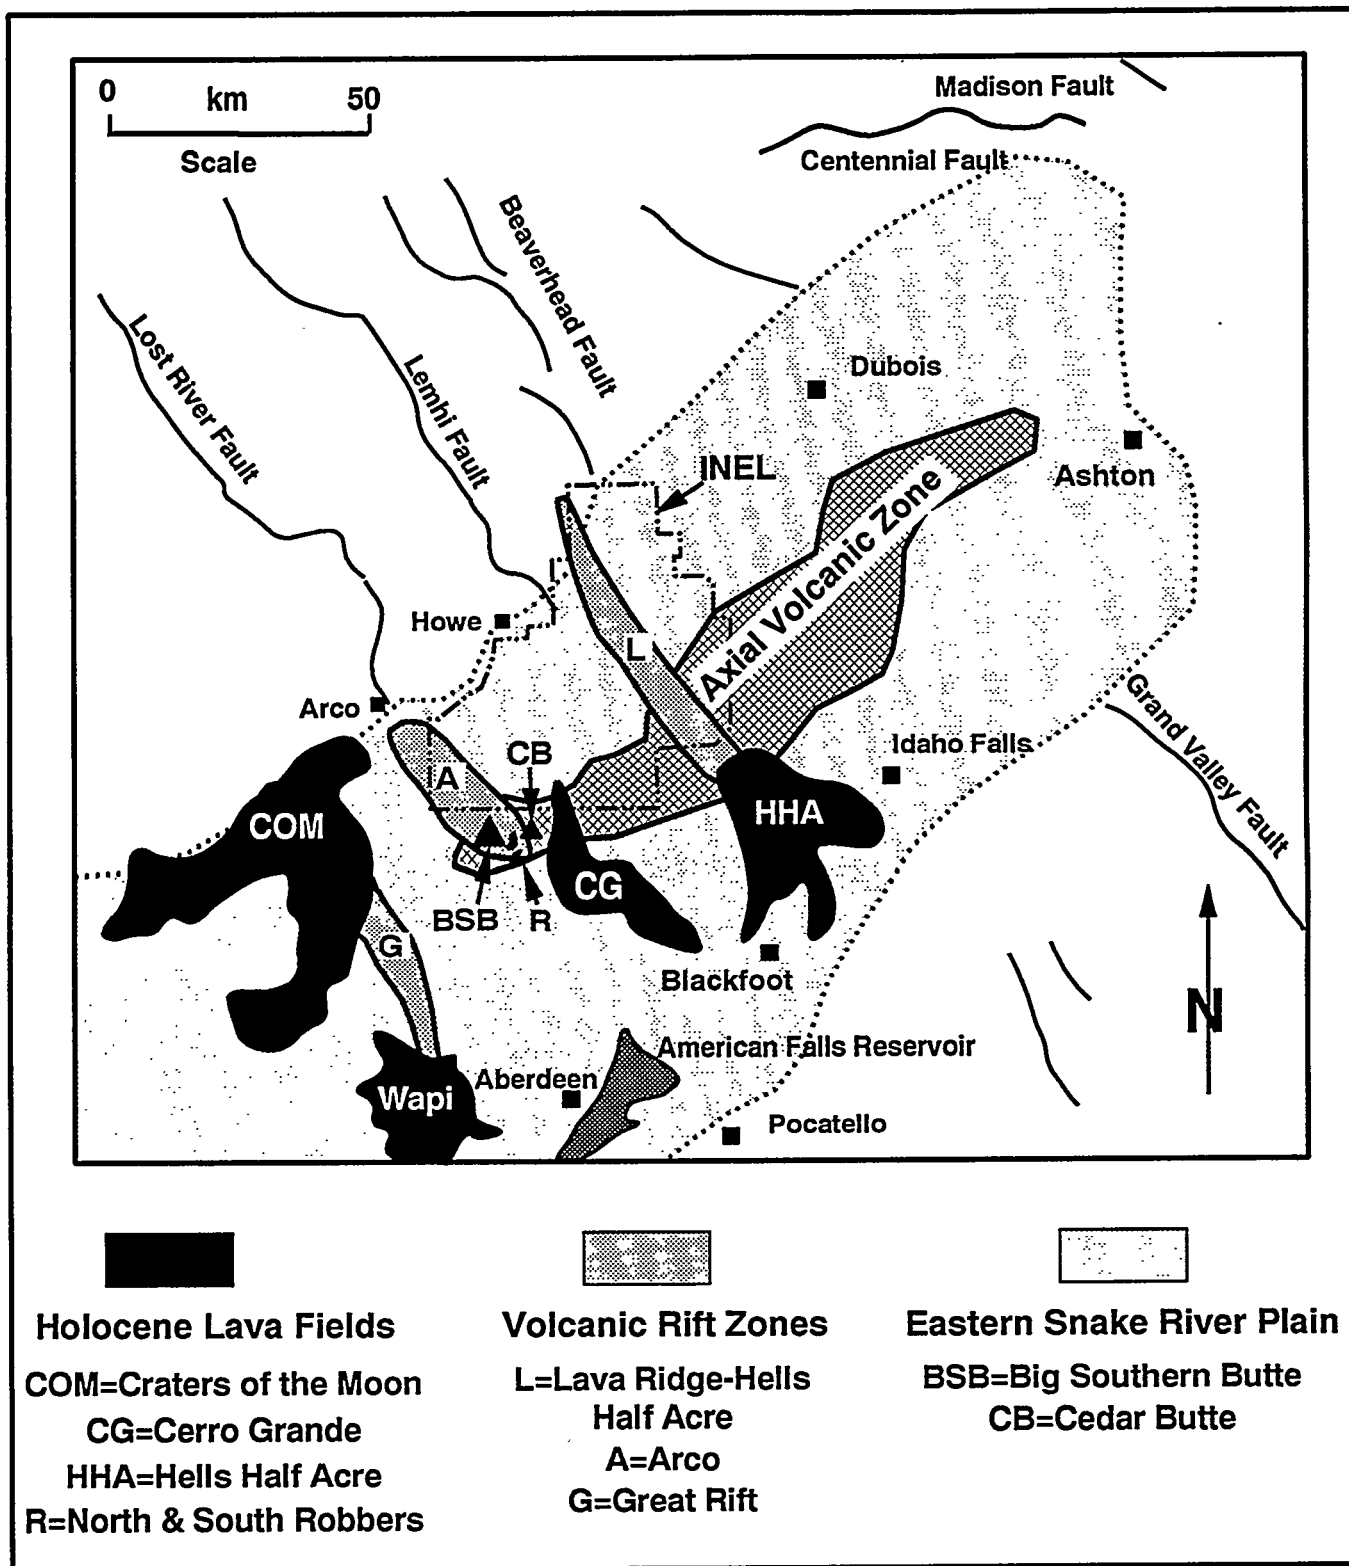 0 km 50
Scale
Madison Fault
Centennial Fault
Beaverhead Fault
Lost River Fault
Lemhi Fault
Dubois
INEL
Ashton
Axial Volcanic Zone
Howe
L
Arco
Grand Valley Fault
Idaho Falls
CB
A
COM
HHA
CG
BSB
R
G
Blackfoot
N
American Falls Reservoir
Aberdeen
Wapi
Pocatello
Holocene Lava Fields
COM=Craters of the Moon
CG=Cerro Grande
HHA=Hells Half Acre
R=North & South Robbers
Volcanic Rift Zones
L=Lava Ridge-Hells
Half Acre
A=Arco
G=Great Rift
Eastern Snake River Plain
BSB=Big Southern Butte
CB=Cedar Butte